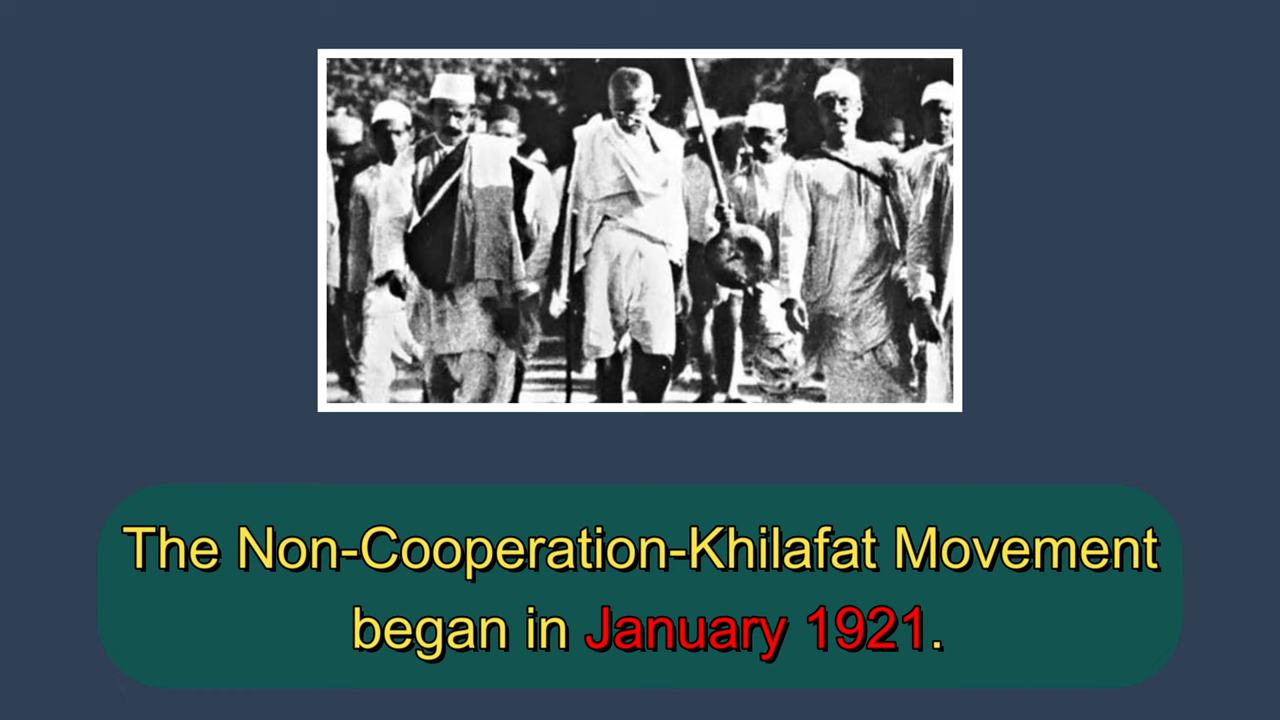 The Non-Cooperation-Khilafat Movement
began in January 1921.